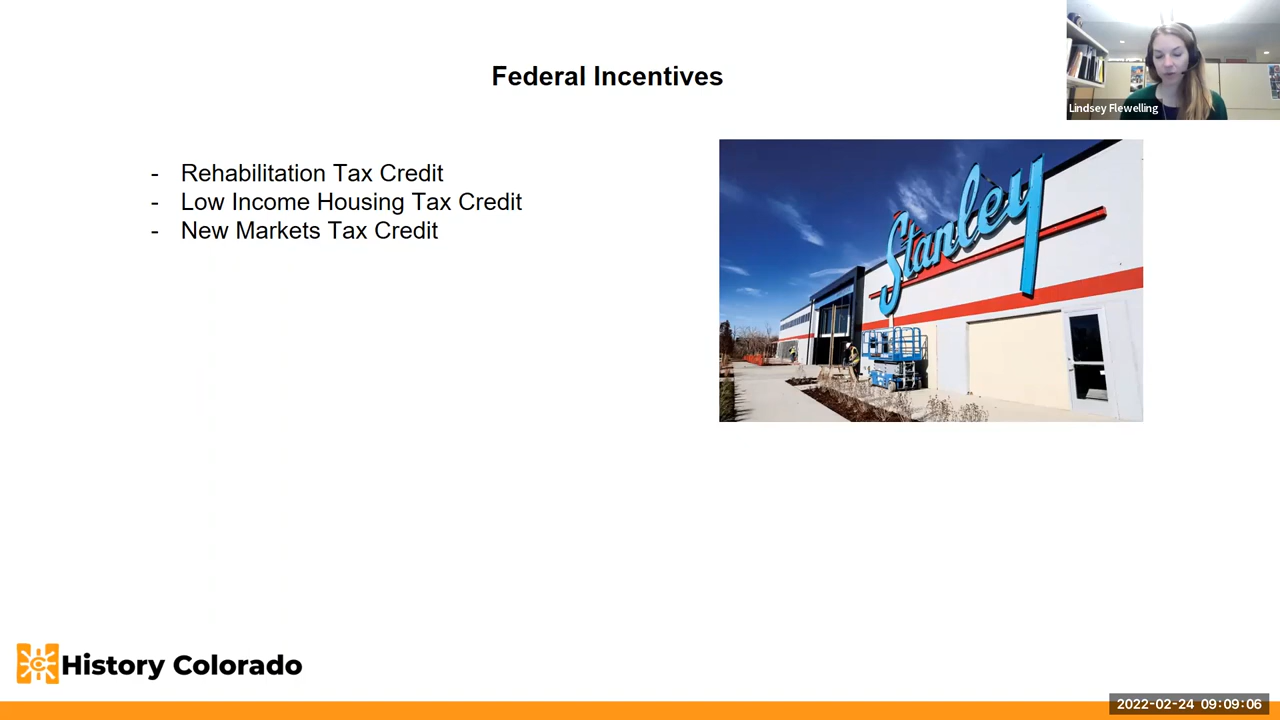 Federal Incentives
Lindsey Flewelling
- Rehabilitation Tax Credit
- Low Income Housing Tax Credit
- New Markets Tax Credit
Stanley
History Colorado
2022-02-24 09:09:06